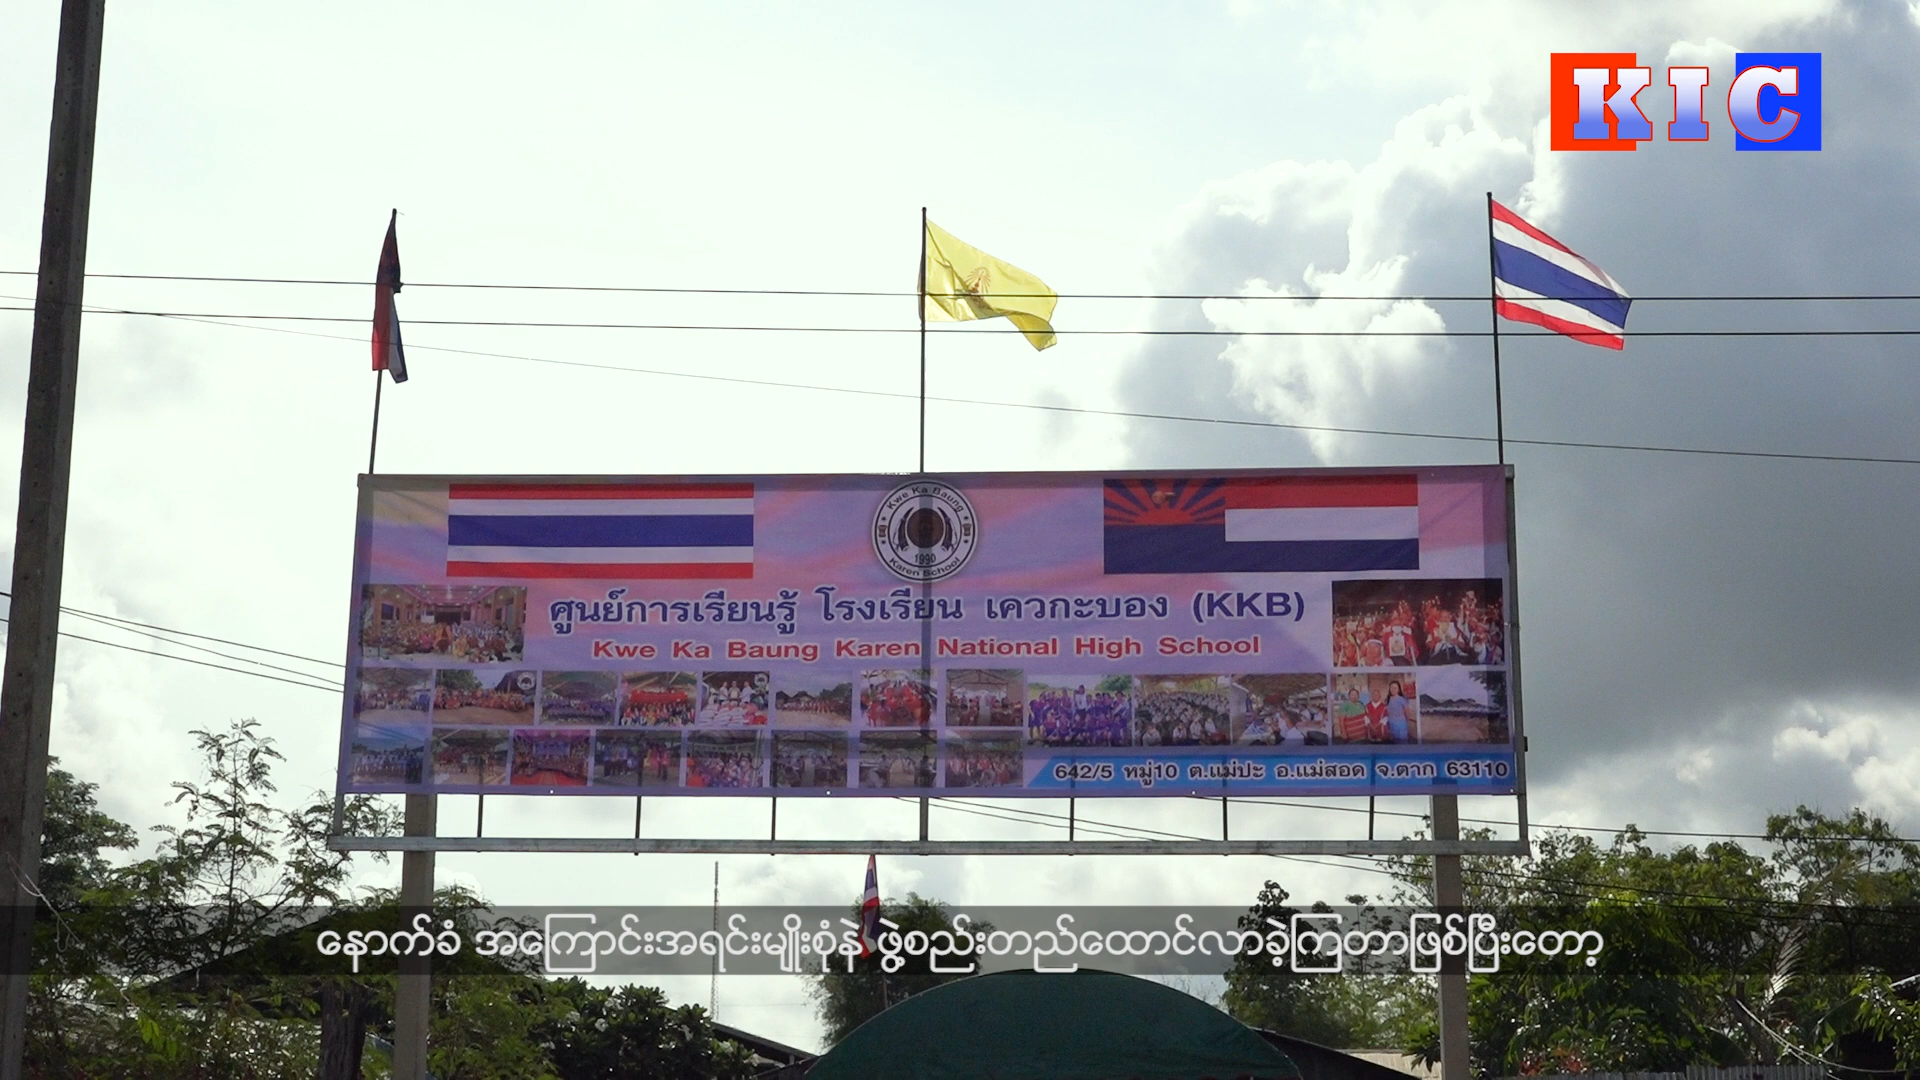 KIC
Kwe Ka Baung
1990
Karen School
ศูนย์การเรียนรู้ โรงเรียน เควกะบอง (KKB)
Kwe Ka Baung Karen National High School
642/5 หมู่10 ต.แม่ปะ อ.แม่สอด จ.ตาก 63110
နောက်ခံ အကြောင်းအရင်းမျိုးစုံနဲ့ ဖွဲ့စည်းတည်ထောင်လာခဲ့ကြတာဖြစ်ပြီးတော့